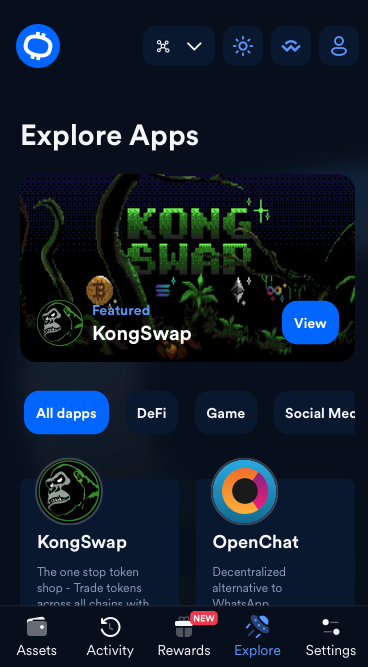 Explore Apps
KONG
SWAP
Featured
KongSwap
View
All dapps
DeFi
Game
Social Med
KongSwap
OpenChat
The one stop token
shop - Trade tokens
across all chains with
Decentralized
alternative to
WhatsApp
NEW
Assets
Activity
Rewards
Explore
Settings